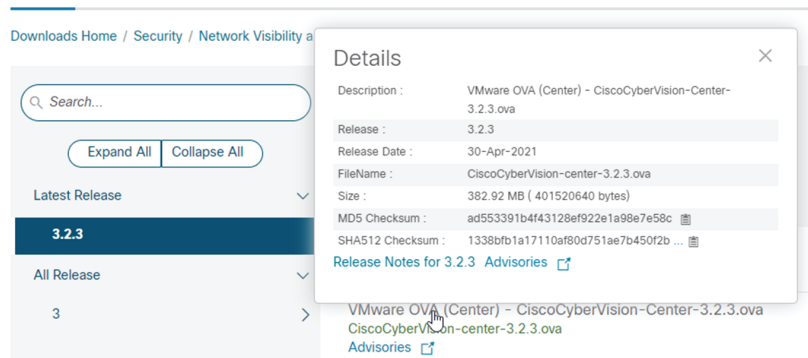 Downloads Home / Security / Network Visibility a
Search...
Expand All
Collapse All
Latest Release
3.2.3
All Release
3
Details
Description :
VMware OVA (Center) - CiscoCyberVision-Center-
3.2.3.ova
Release :
3.2.3
Release Date :
30-Apr-2021
FileName :
CiscoCyberVision-center-3.2.3.ova
Size :
382.92 MB ( 401520640 bytes)
MD5 Checksum :
ad553391b4f43128ef922e1a98e7e58c
SHA512 Checksum :
1338bfb1a17110af80d751ae7b450f2b ...
Release Notes for 3.2.3 Advisories
VMware OVA (Center) - CiscoCyberVision-Center-3.2.3.ova
CiscoCyberVision-center-3.2.3.ova
Advisories